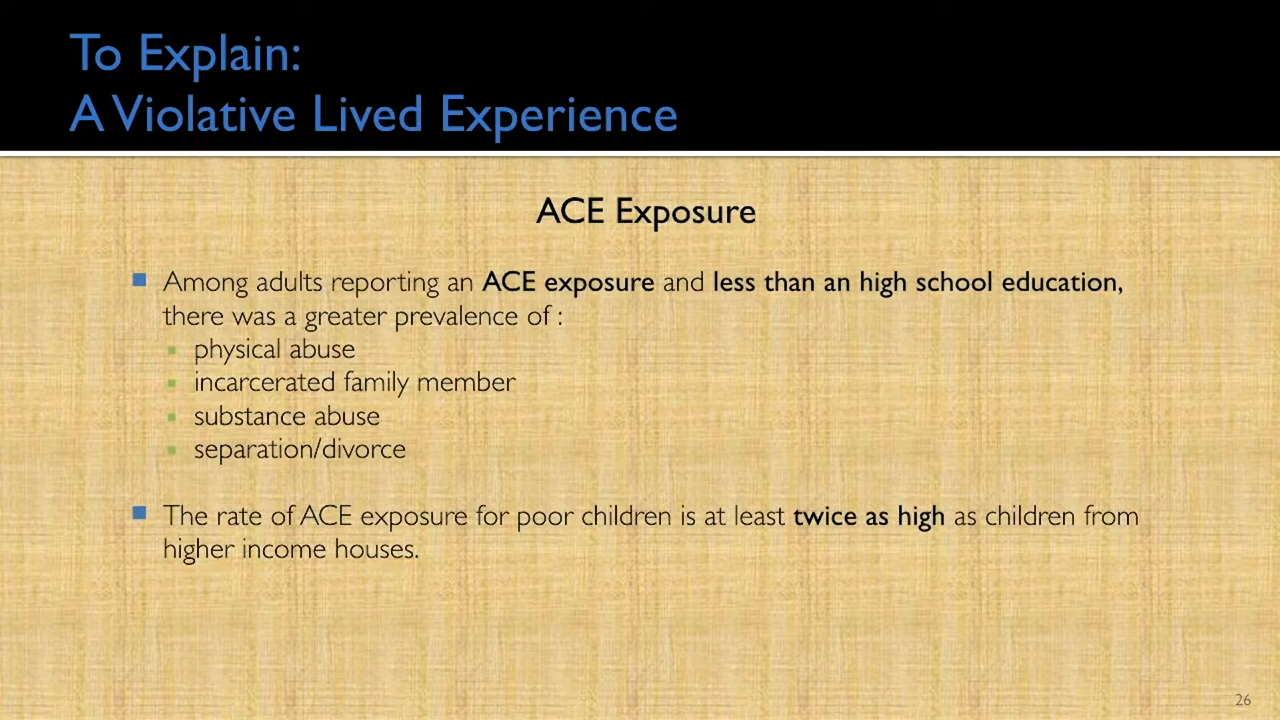 To Explain:
A Violative Lived Experience
ACE Exposure
Among adults reporting an ACE exposure and less than an high school education,
there was a greater prevalence of :
physical abuse
incarcerated family member
substance abuse
separation/divorce
The rate of ACE exposure for poor children is at least twice as high as children from
higher income houses.
26